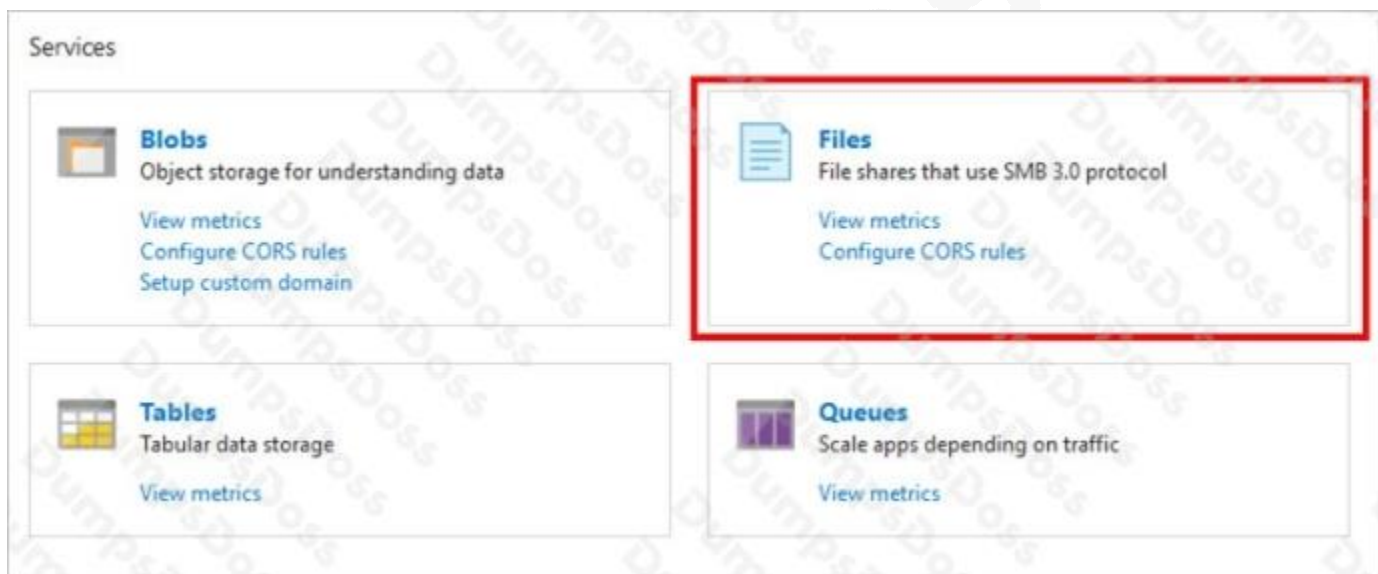 Services
Blobs
Object storage for understanding data
View metrics
Configure CORS rules
Setup custom domain
Files
File shares that use SMB 3.0 protocol
View metrics
Configure CORS rules
Tables
Tabular data storage
View metrics
Queues
Scale apps depending on traffic
View metrics
DumpsDoss